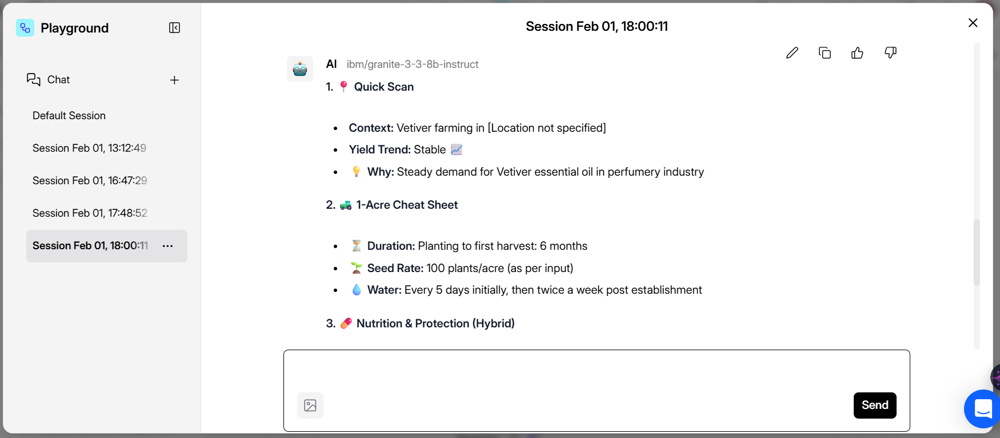 Playground
Chat
Default Session
Session Feb 01, 13:12:49
Session Feb 01, 16:47:29
Session Feb 01, 17:48:52
Session Feb 01, 18:00:11
Session Feb 01, 18:00:11
AI ibm/granite-3-3-8b-instruct
1. 📍 Quick Scan
• Context: Vetiver farming in [Location not specified]
• Yield Trend: Stable 📈
• 💡 Why: Steady demand for Vetiver essential oil in perfumery industry
2. 🚜 1-Acre Cheat Sheet
• ⏳ Duration: Planting to first harvest: 6 months
• 🌱 Seed Rate: 100 plants/acre (as per input)
• 💧 Water: Every 5 days initially, then twice a week post establishment
3. 💊 Nutrition & Protection (Hybrid)
Send